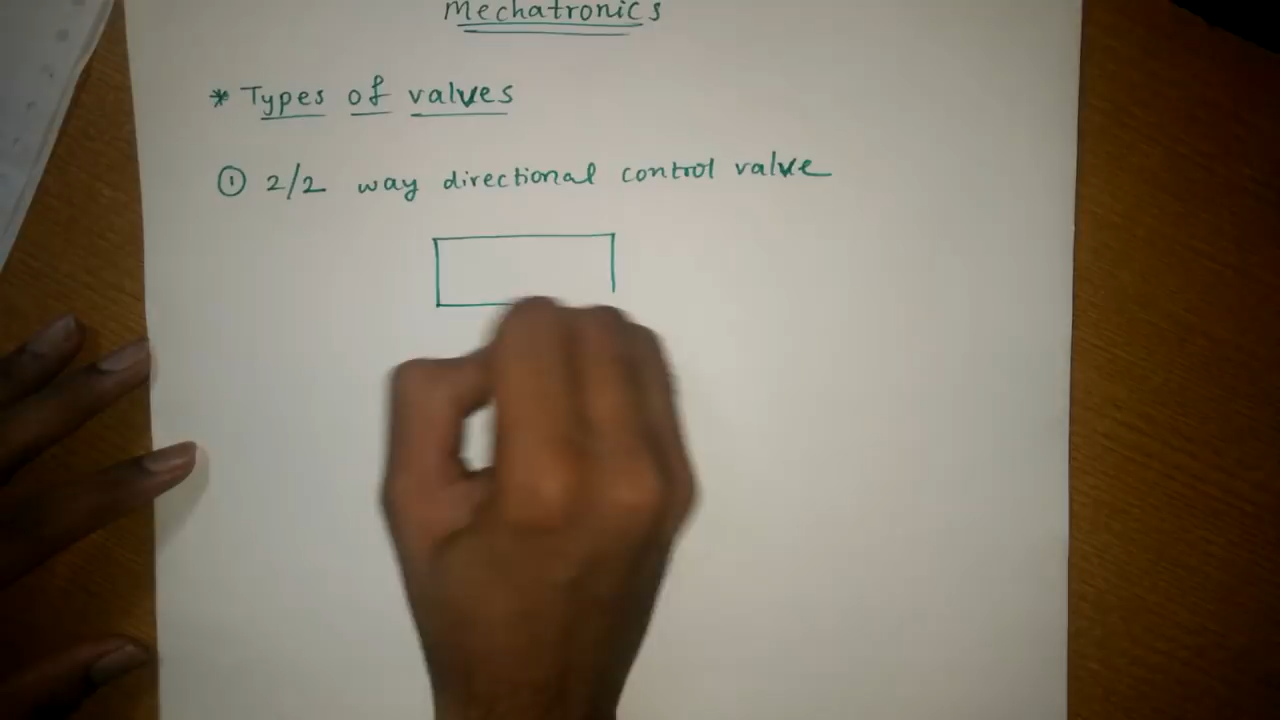 Mechatronics
* Types of valves
① 2/2 way directional control valve